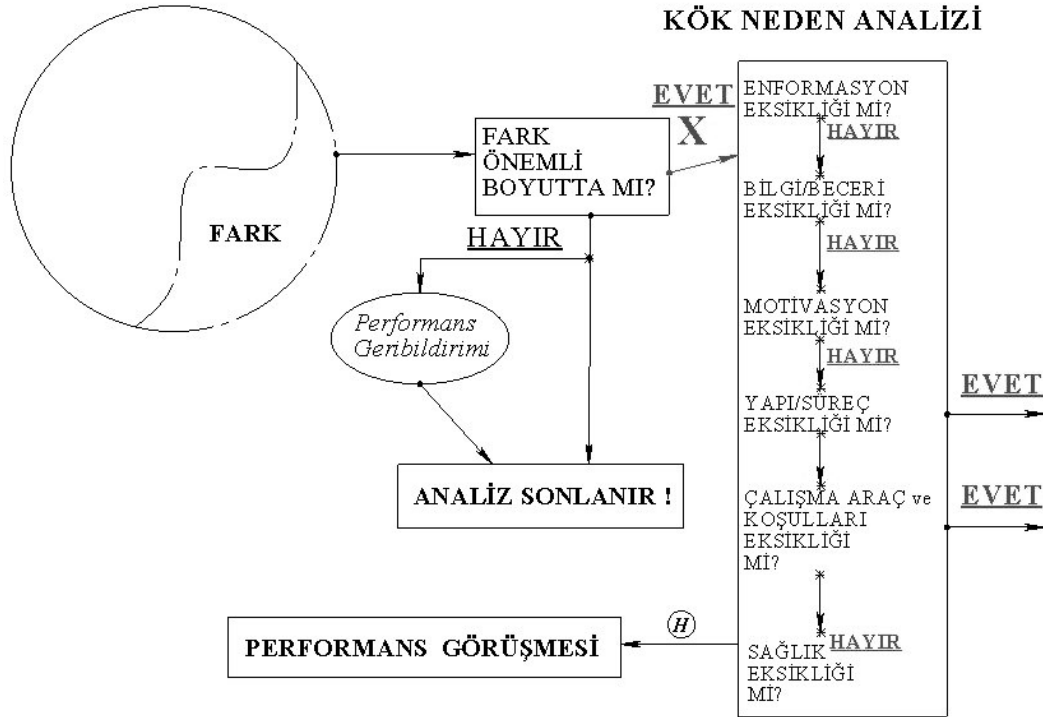 KÖK NEDEN ANALİZİ
FARK
FARK
ÖNEMLİ
BOYUTTA MI?
EVET
X
HAYIR
Performans
Geribildirimi
ANALİZ SONLANIR !
ENFORMASYON
EKSİKLİĞİ Mİ?
HAYIR
BİLGİ/BECERİ
EKSİKLİĞİ Mİ?
HAYIR
MOTİVASYON
EKSİKLİĞİ Mİ?
HAYIR
YAPI/SÜREÇ
EKSİKLİĞİ Mİ?
EVET
ÇALIŞMA ARAÇ ve
KOŞULLARI
EKSİKLİĞİ
Mİ?
EVET
HAYIR
SAĞLIK
EKSİKLİĞİ
Mİ?
H
PERFORMANS GÖRÜŞMESİ